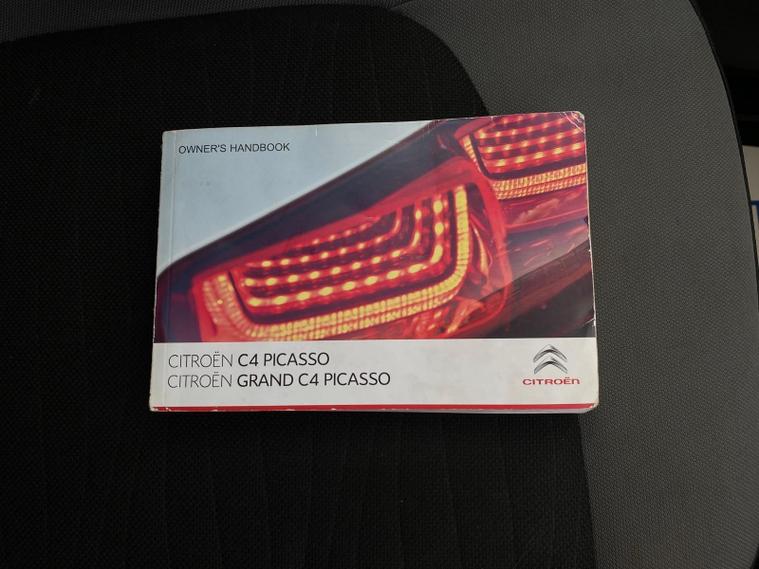 OWNER'S HANDBOOK
CITROËN C4 PICASSO
CITROËN GRAND C4 PICASSO
CITROËN